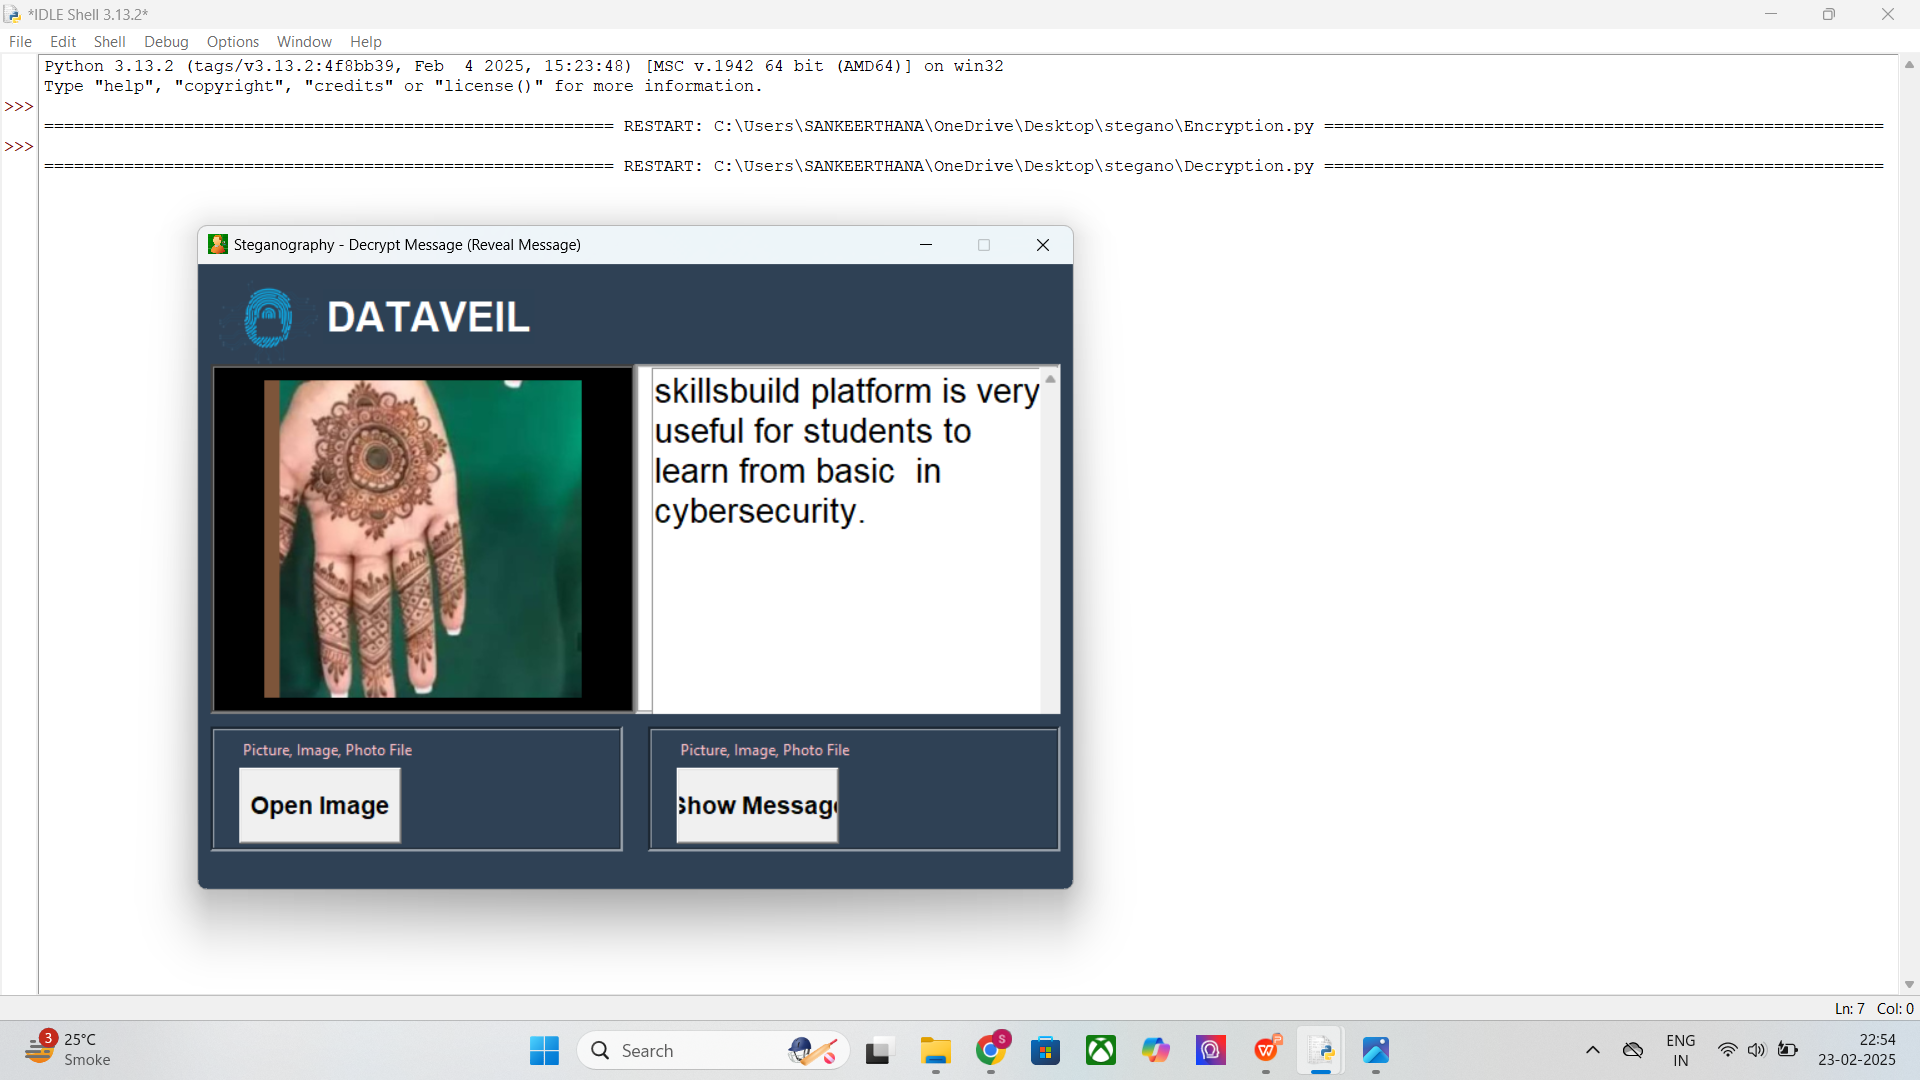 *IDLE Shell 3.13.2*
File Edit Shell Debug Options Window Help
Python 3.13.2 (tags/v3.13.2:4f8bb39, Feb  4 2025, 15:23:48) [MSC v.1942 64 bit (AMD64)] on win32
Type "help", "copyright", "credits" or "license()" for more information.
>>>
========================================================= RESTART: C:\Users\SANKEERTHANA\OneDrive\Desktop\stegano\Encryption.py ========================================================
>>>
========================================================= RESTART: C:\Users\SANKEERTHANA\OneDrive\Desktop\stegano\Decryption.py ========================================================
Steganography - Decrypt Message (Reveal Message)
DATAVEIL
skillsbuild platform is very
useful for students to
learn from basic  in
cybersecurity.
Picture, Image, Photo File
Open Image
Picture, Image, Photo File
Show Message
Ln: 7 Col: 0
3
25°C
Smoke
Search
S
ENG
IN
22:54
23-02-2025